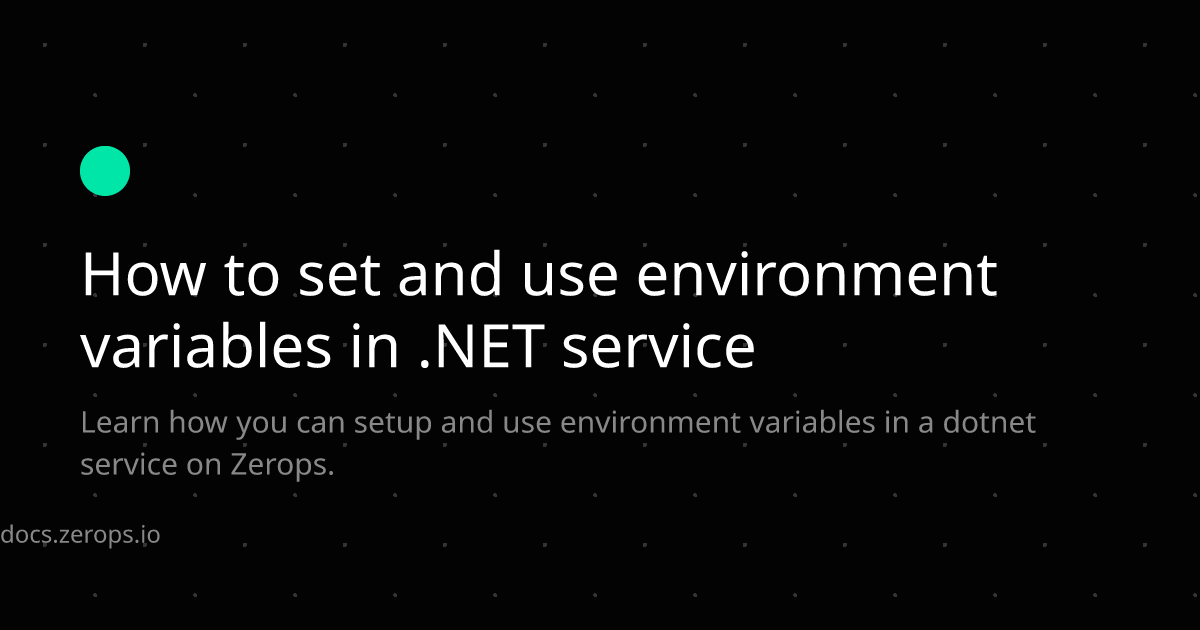 How to set and use environment
variables in .NET service
Learn how you can setup and use environment variables in a dotnet
service on Zerops.
docs.zerops.io